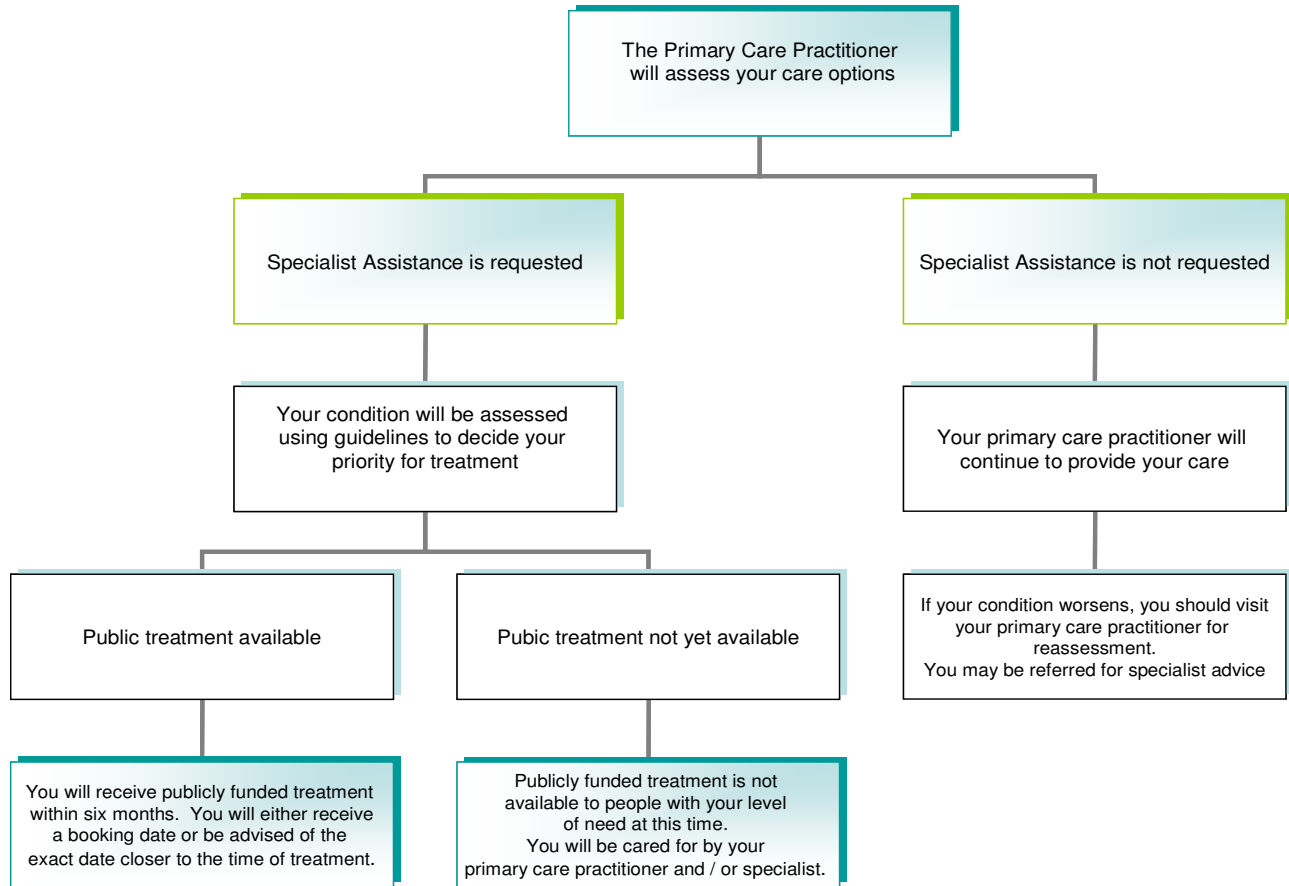 The Primary Care Practitioner
will assess your care options
Specialist Assistance is requested
Specialist Assistance is not requested
Your condition will be assessed
using guidelines to decide your
priority for treatment
Your primary care practitioner will
continue to provide your care
Public treatment available
Pubic treatment not yet available
If your condition worsens, you should visit
your primary care practitioner for
reassessment.
You may be referred for specialist advice
You will receive publicly funded treatment
within six months. You will either receive
a booking date or be advised of the
exact date closer to the time of treatment.
Publicly funded treatment is not
available to people with your level
of need at this time.
You will be cared for by your
primary care practitioner and / or specialist.